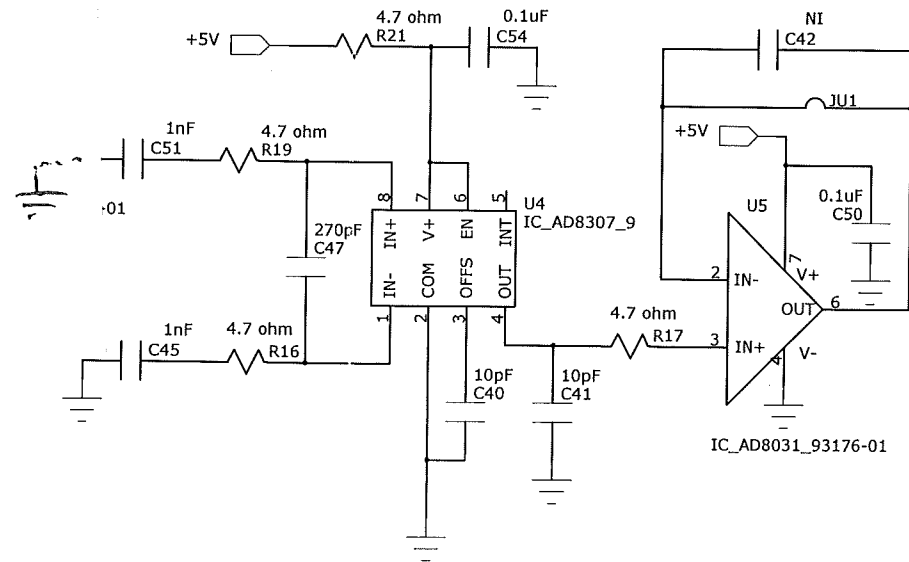 4.7 ohm
R21
0.1uF
C54
NI
C42
+5V
JU1
1nF
C51
4.7 ohm
R19
+5V
-01
8 7 6 5
IN+ V+ EN INT
U4
IC_AD8307_9
U5
0.1uF
C50
270pF
C47
IN- COM OFFS OUT
1 2 3 4
2 IN-
7 V+
OUT 6
1nF
C45
4.7 ohm
R16
4.7 ohm
R17
3 IN+
4 V-
10pF
C40
10pF
C41
IC_AD8031_93176-01